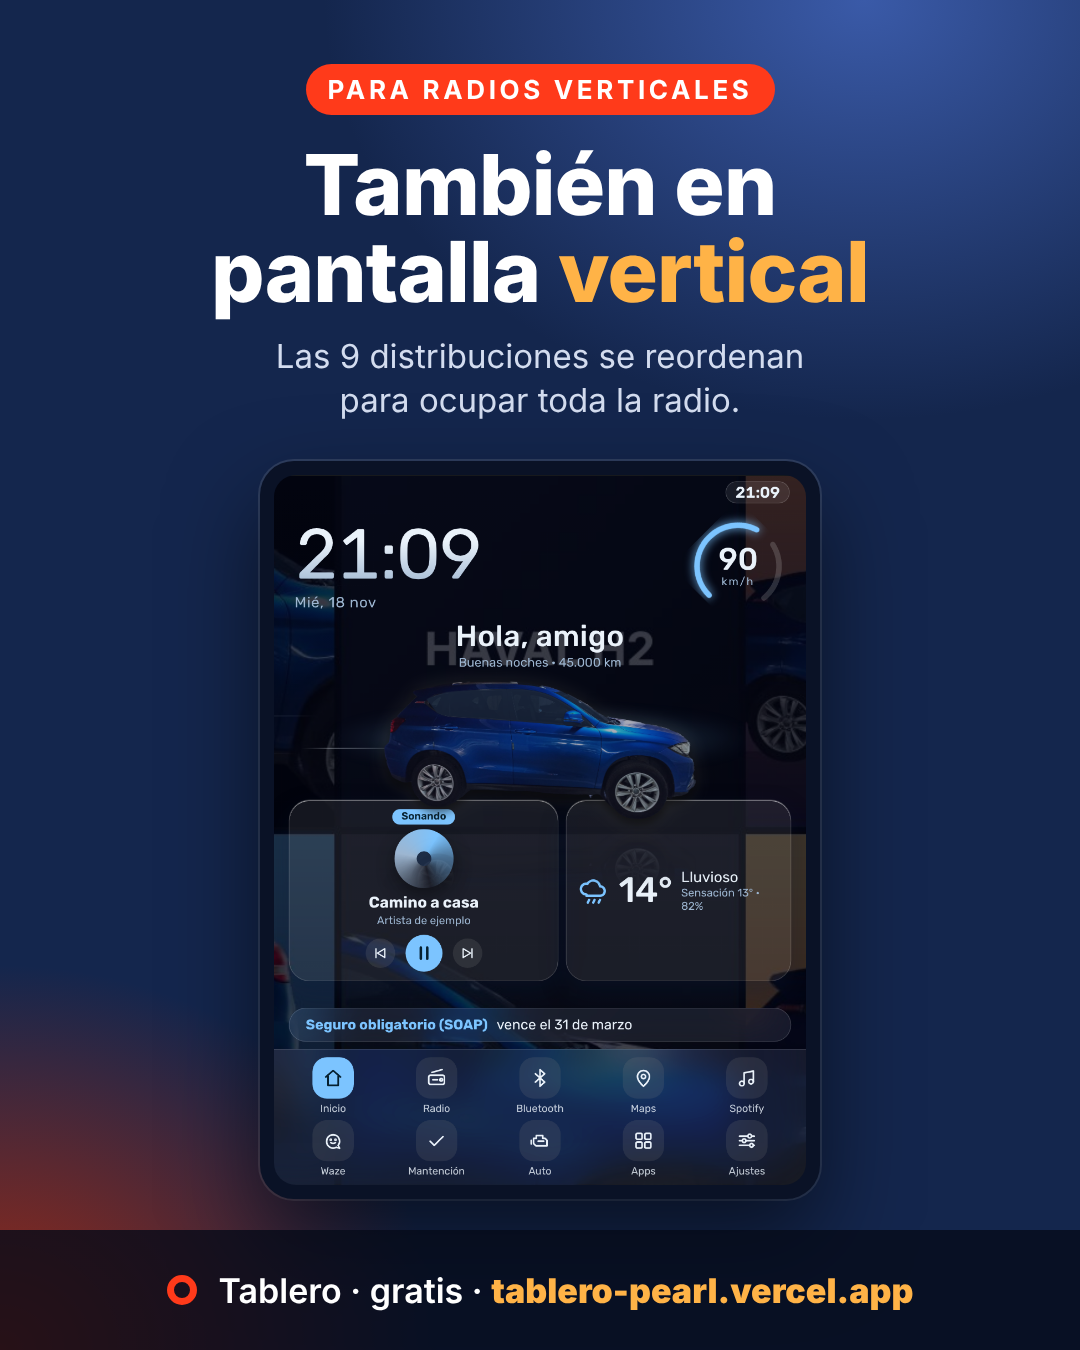 PARA RADIOS VERTICALES
También en
pantalla vertical
Las 9 distribuciones se reordenan
para ocupar toda la radio.
21:09
21:09
90
km/h
Mié, 18 nov
HAVAL H2
Hola, amigo
Buenas noches • 45.000 km
Sonando
Camino a casa
Artista de ejemplo
14°
Lluvioso
Sensación 13° •
82%
Seguro obligatorio (SOAP) vence el 31 de marzo
Inicio Radio Bluetooth Maps Spotify
Waze Mantención Auto Apps Ajustes
Tablero · gratis · tablero-pearl.vercel.app